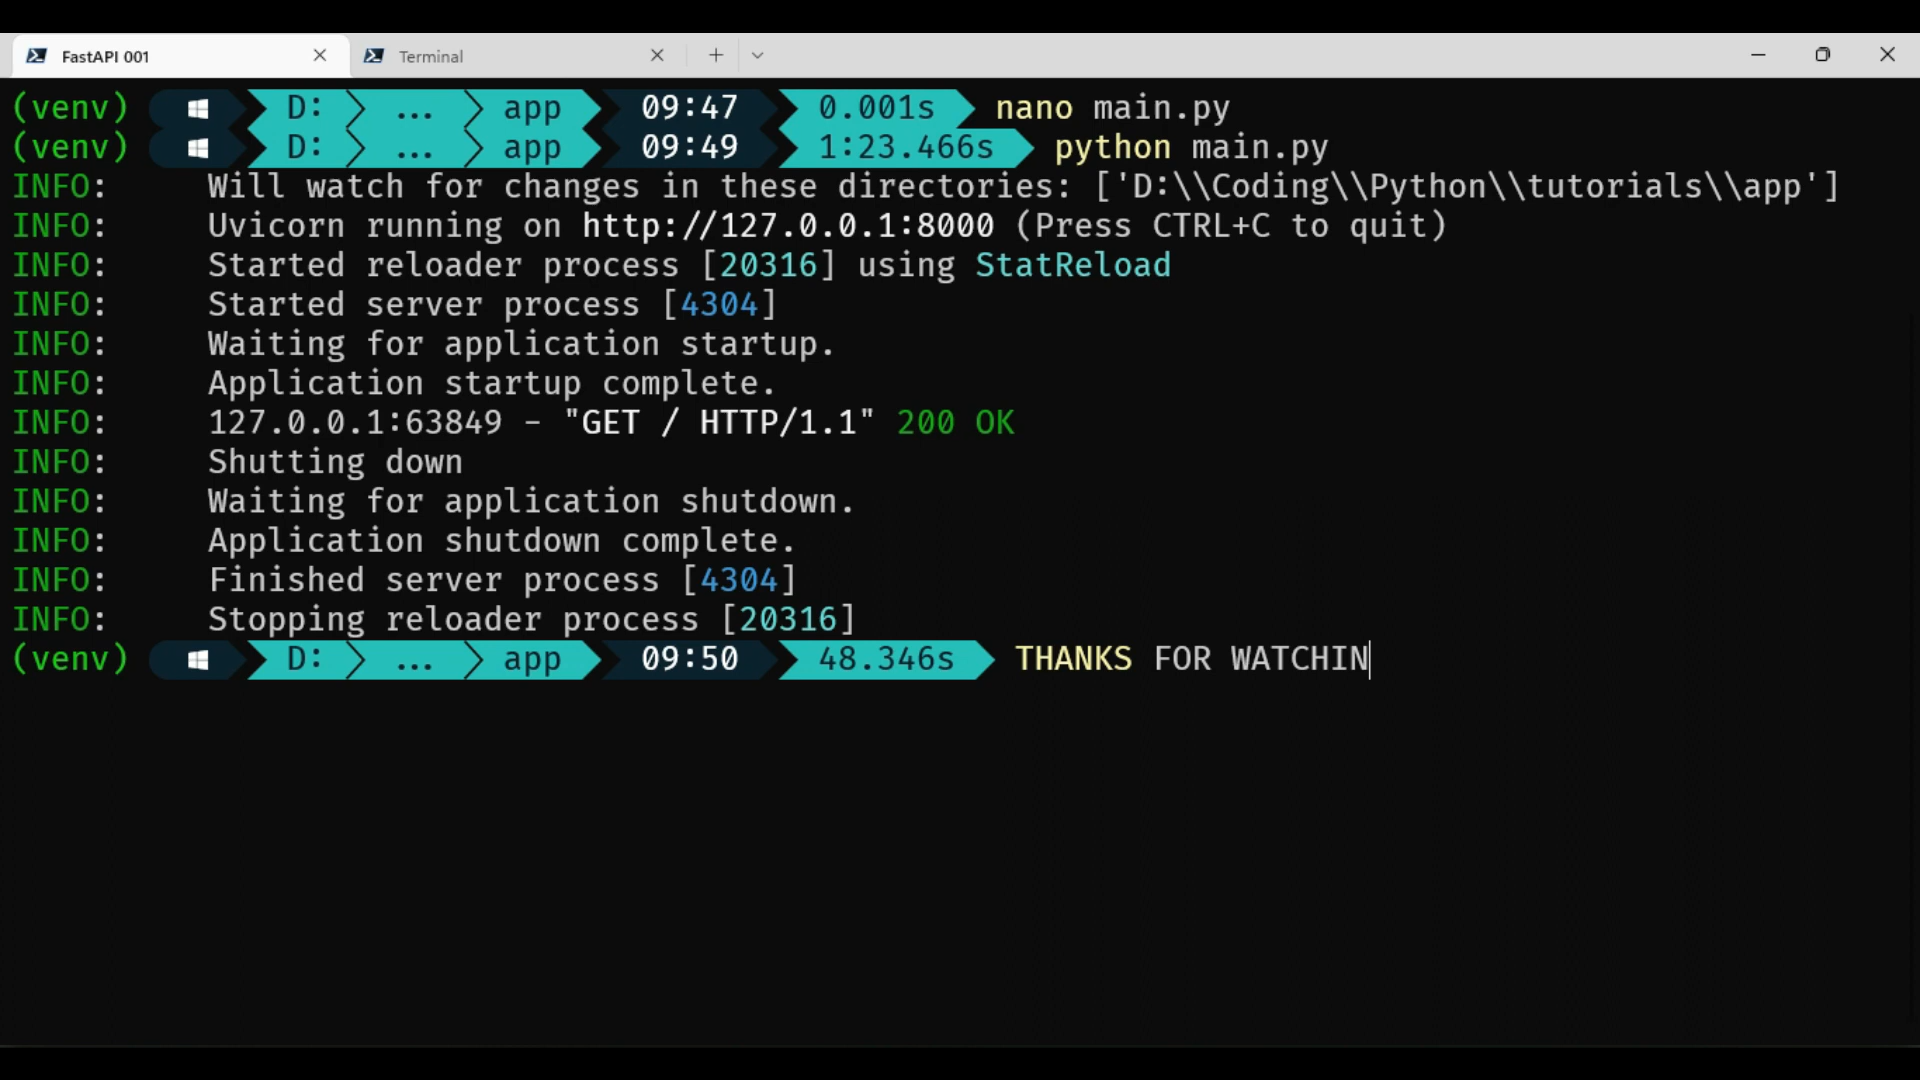 FastAPI 001 Terminal
(venv) D: ... app 09:47 0.001s nano main.py
(venv) D: ... app 09:49 1:23.466s python main.py
INFO: Will watch for changes in these directories: ['D:\\Coding\\Python\\tutorials\\app']
INFO: Uvicorn running on http://127.0.0.1:8000 (Press CTRL+C to quit)
INFO: Started reloader process [20316] using StatReload
INFO: Started server process [4304]
INFO: Waiting for application startup.
INFO: Application startup complete.
INFO: 127.0.0.1:63849 - "GET / HTTP/1.1" 200 OK
INFO: Shutting down
INFO: Waiting for application shutdown.
INFO: Application shutdown complete.
INFO: Finished server process [4304]
INFO: Stopping reloader process [20316]
(venv) D: ... app 09:50 48.346s THANKS FOR WATCHIN